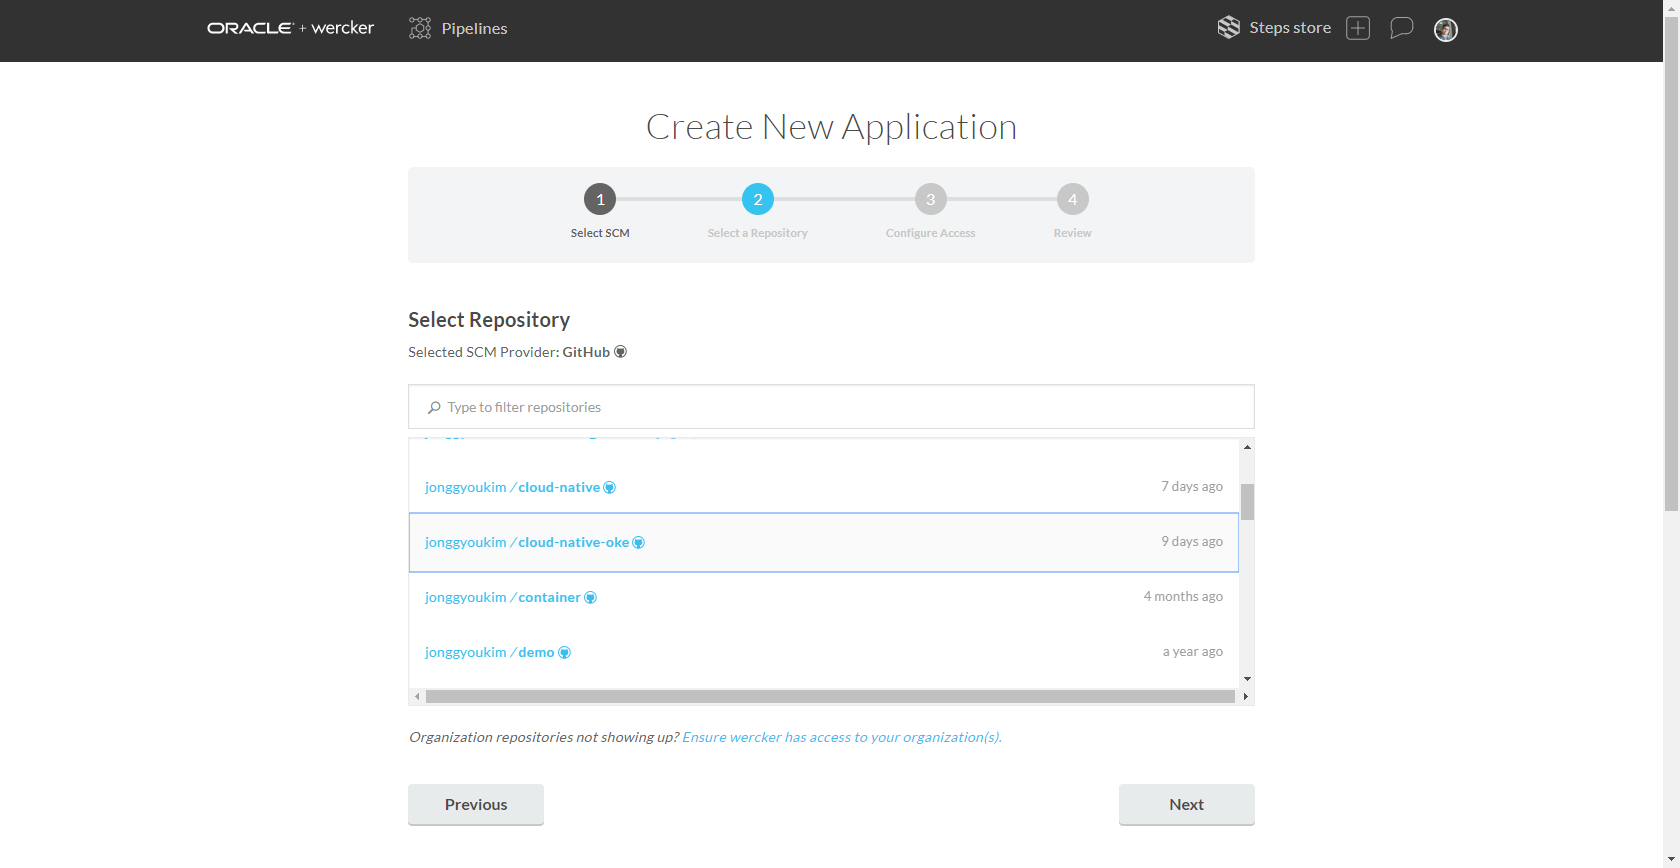 ORACLE + wercker Pipelines Steps store
Create New Application
1 2 3 4
Select SCM Select a Repository Configure Access Review
Select Repository
Selected SCM Provider: GitHub
Type to filter repositories
jonggyoukim /cloud-native 7 days ago
jonggyoukim /cloud-native-oke 9 days ago
jonggyoukim /container 4 months ago
jonggyoukim /demo a year ago
Organization repositories not showing up? Ensure wercker has access to your organization(s).
Previous Next